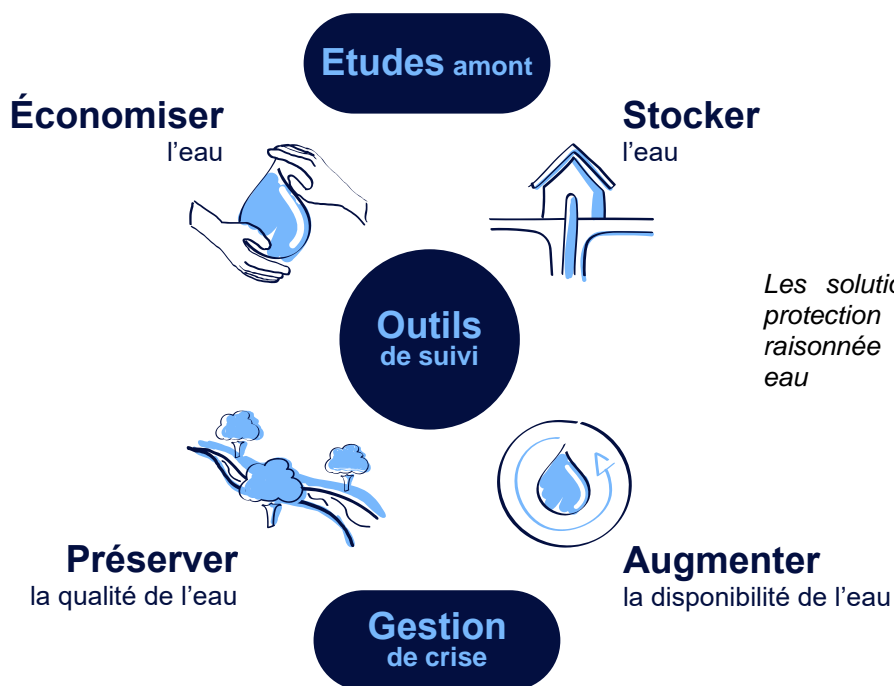 Etudes amont
Économiser
l'eau
Stocker
l'eau
Outils
de suivi
Les solutio
protection
raisonnée
eau
Préserver
la qualité de l'eau
Augmenter
la disponibilité de l'eau
Gestion
de crise